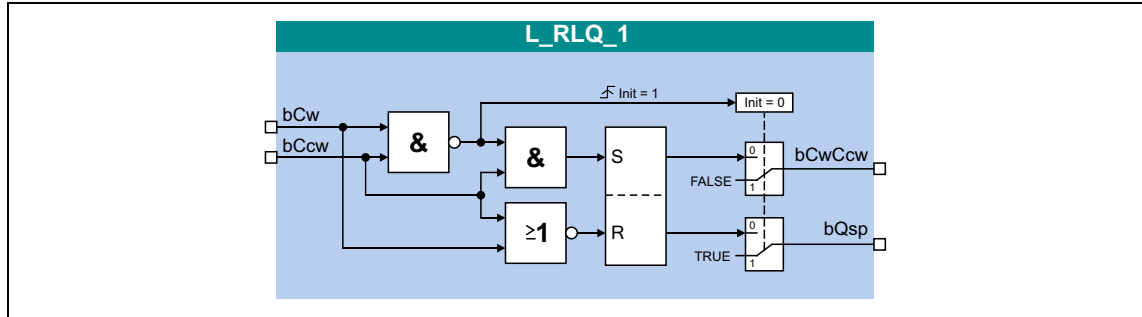 L_RLQ_1
Init = 1
Init = 0
bCw
bCcw
&
&
S
0
bCwCcw
FALSE
1
≥1
R
0
bQsp
TRUE
1